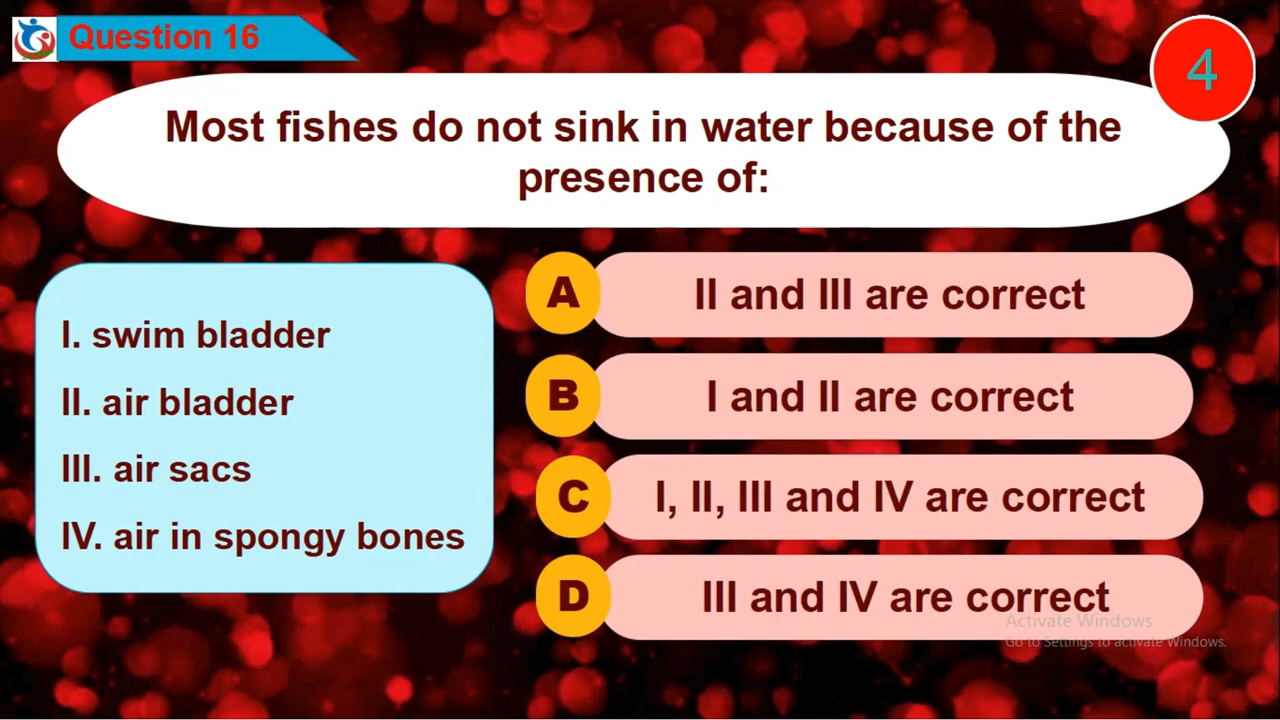 Question 16
4
Most fishes do not sink in water because of the
presence of:
I. swim bladder
II. air bladder
III. air sacs
IV. air in spongy bones
A
II and III are correct
B
I and II are correct
C
I, II, III and IV are correct
D
III and IV are correct
Activate Windows
Go to Settings to activate Windows.